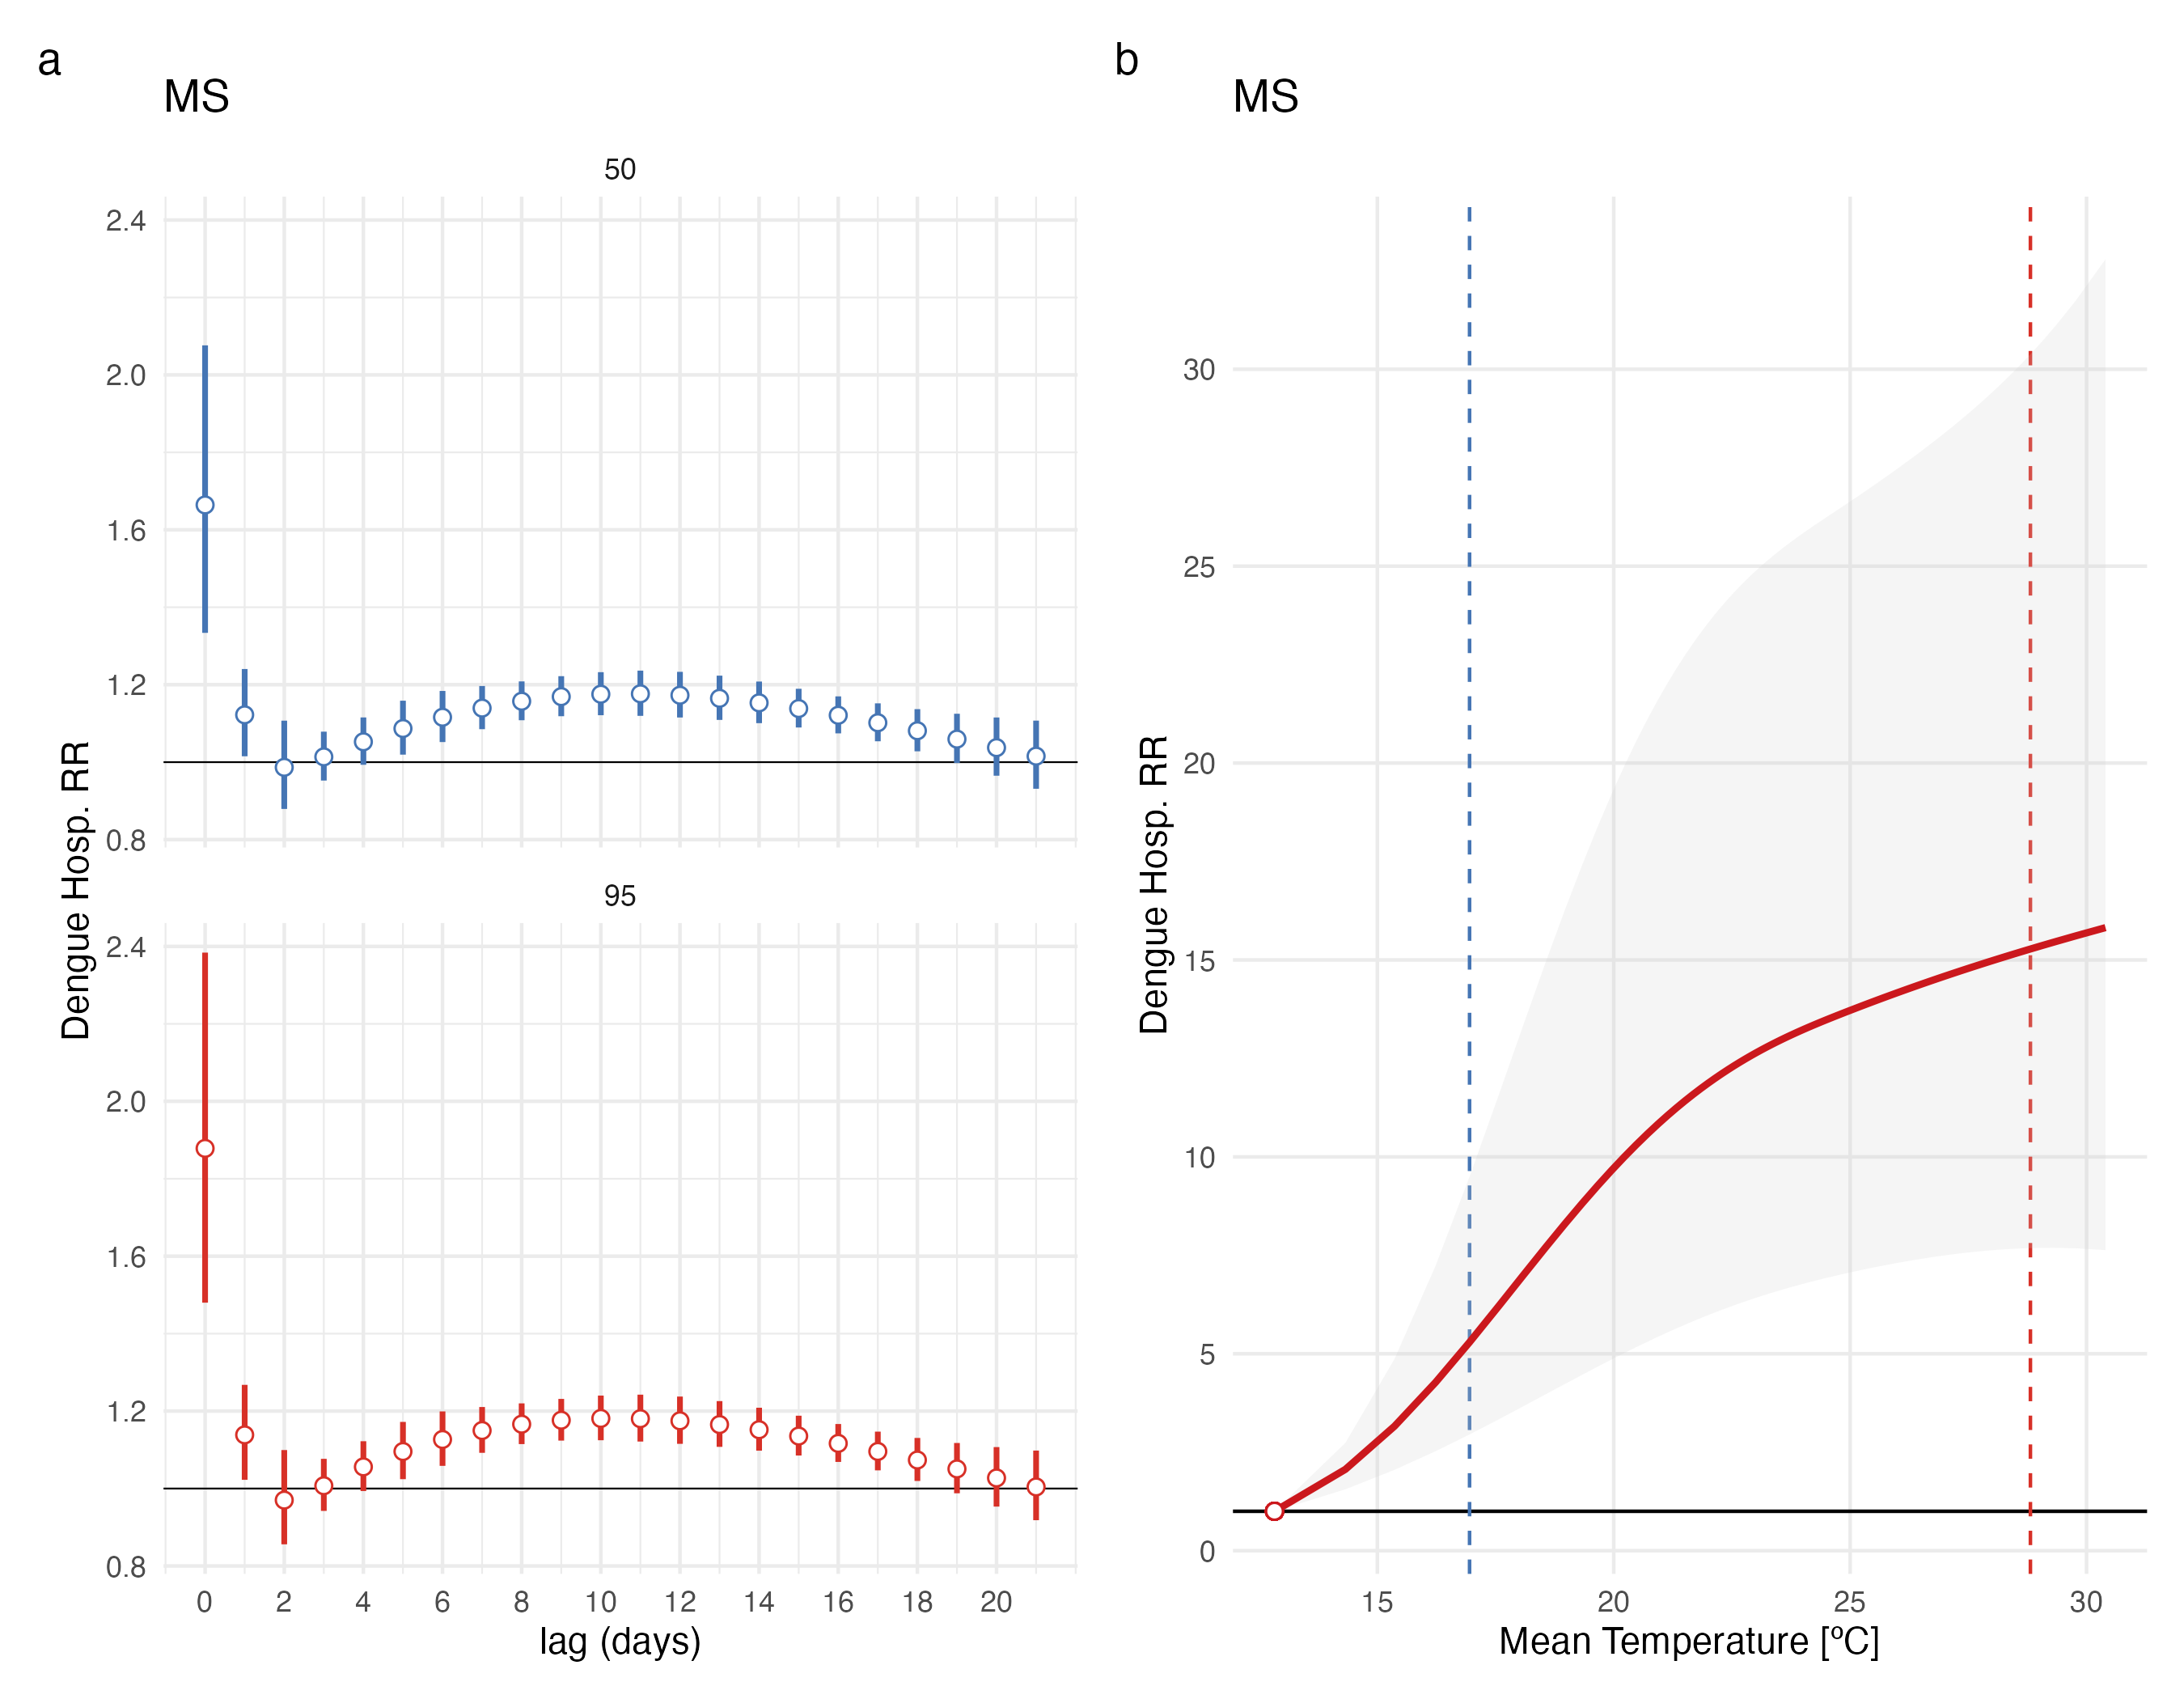 a
MS
50
2.4
2.0
1.6
1.2
0.8
95
2.4
2.0
1.6
1.2
0.8
0 2 4 6 8 10 12 14 16 18 20
lag (days)
Dengue Hosp. RR
b
MS
30
25
20
15
10
5
0
15 20 25 30
Mean Temperature [ºC]
Dengue Hosp. RR